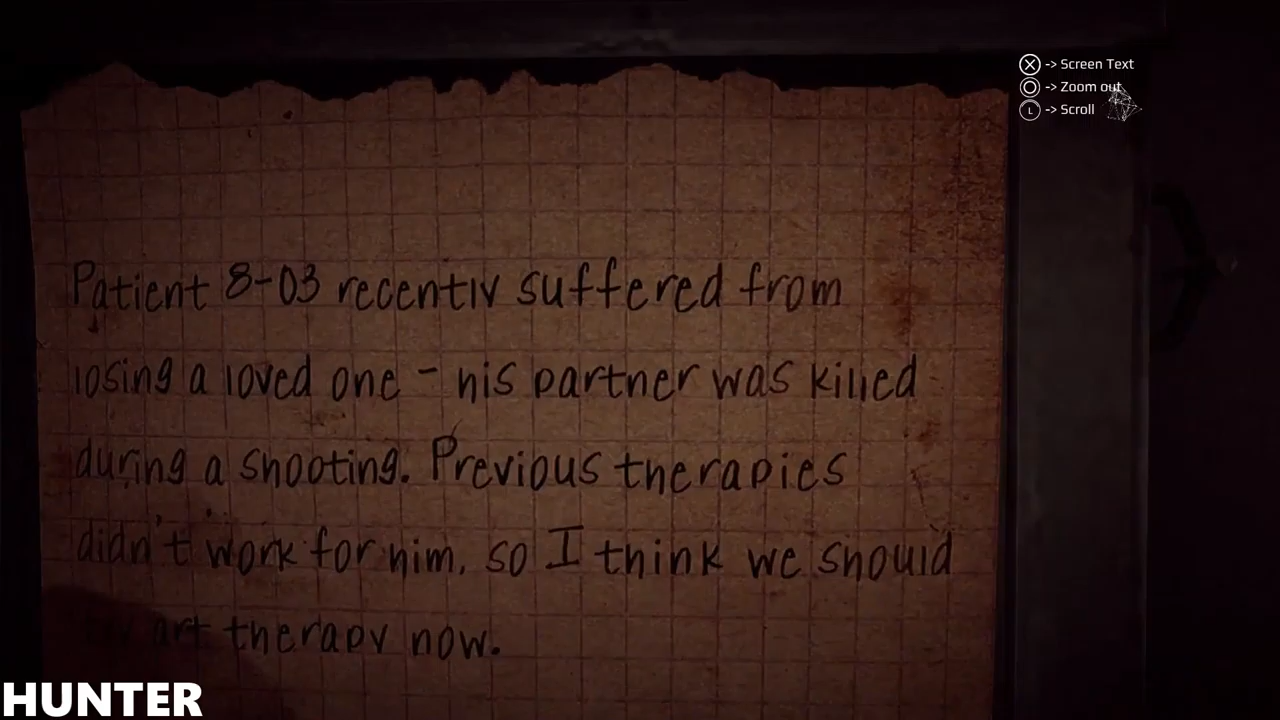 -> Screen Text
-> Zoom out
L -> Scroll
Patient 8-03 recently suffered from
losing a loved one - his partner was killed
during a shooting. Previous therapies
didn't work for him, so I think we should
try art therapy now.
HUNTER